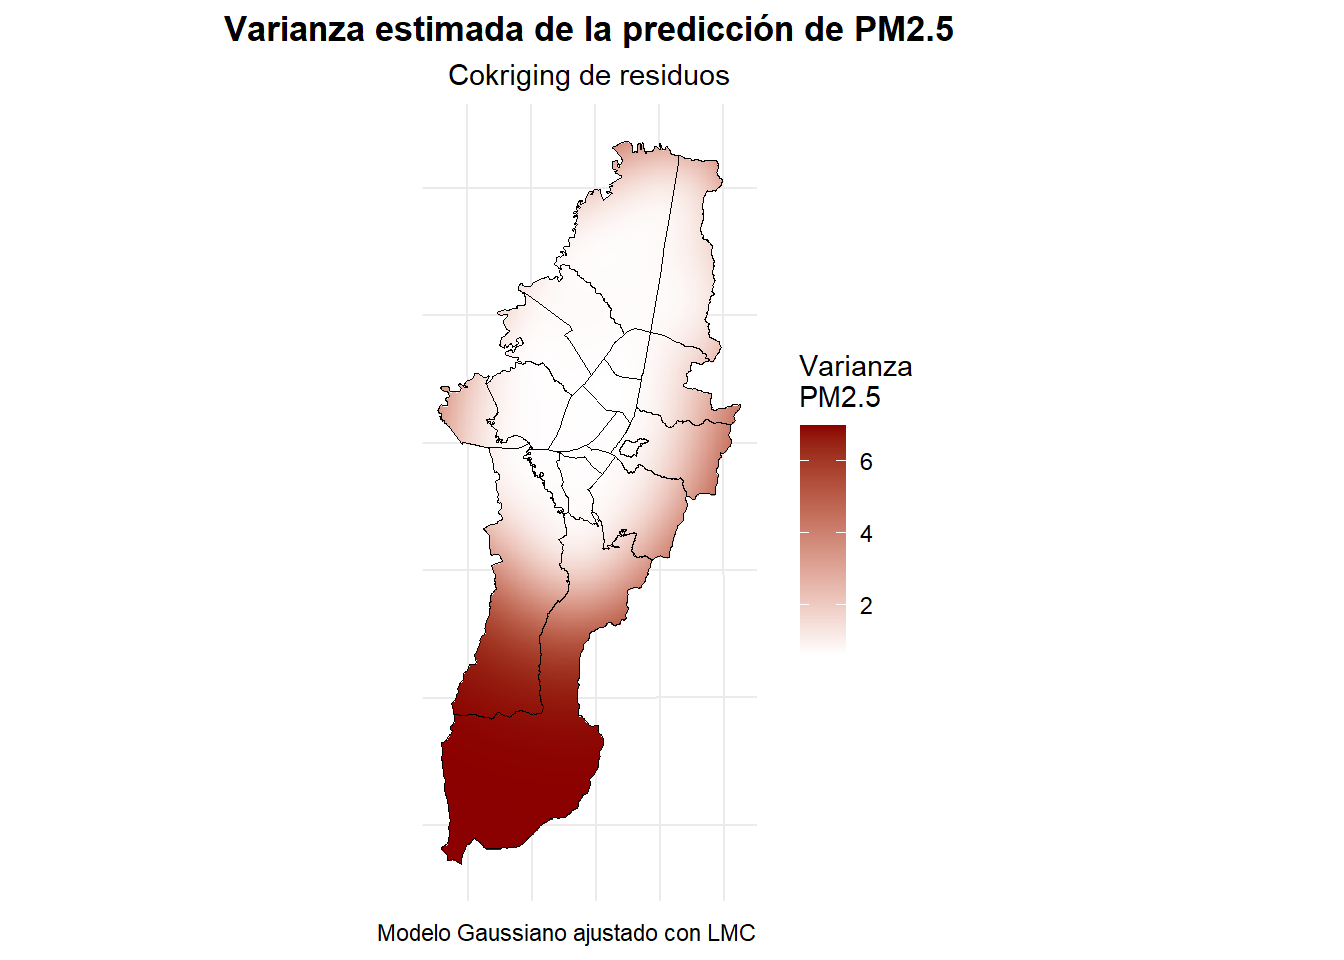 Varianza estimada de la predicción de PM2.5
Cokriging de residuos
Varianza
PM2.5
6
4
2
Modelo Gaussiano ajustado con LMC